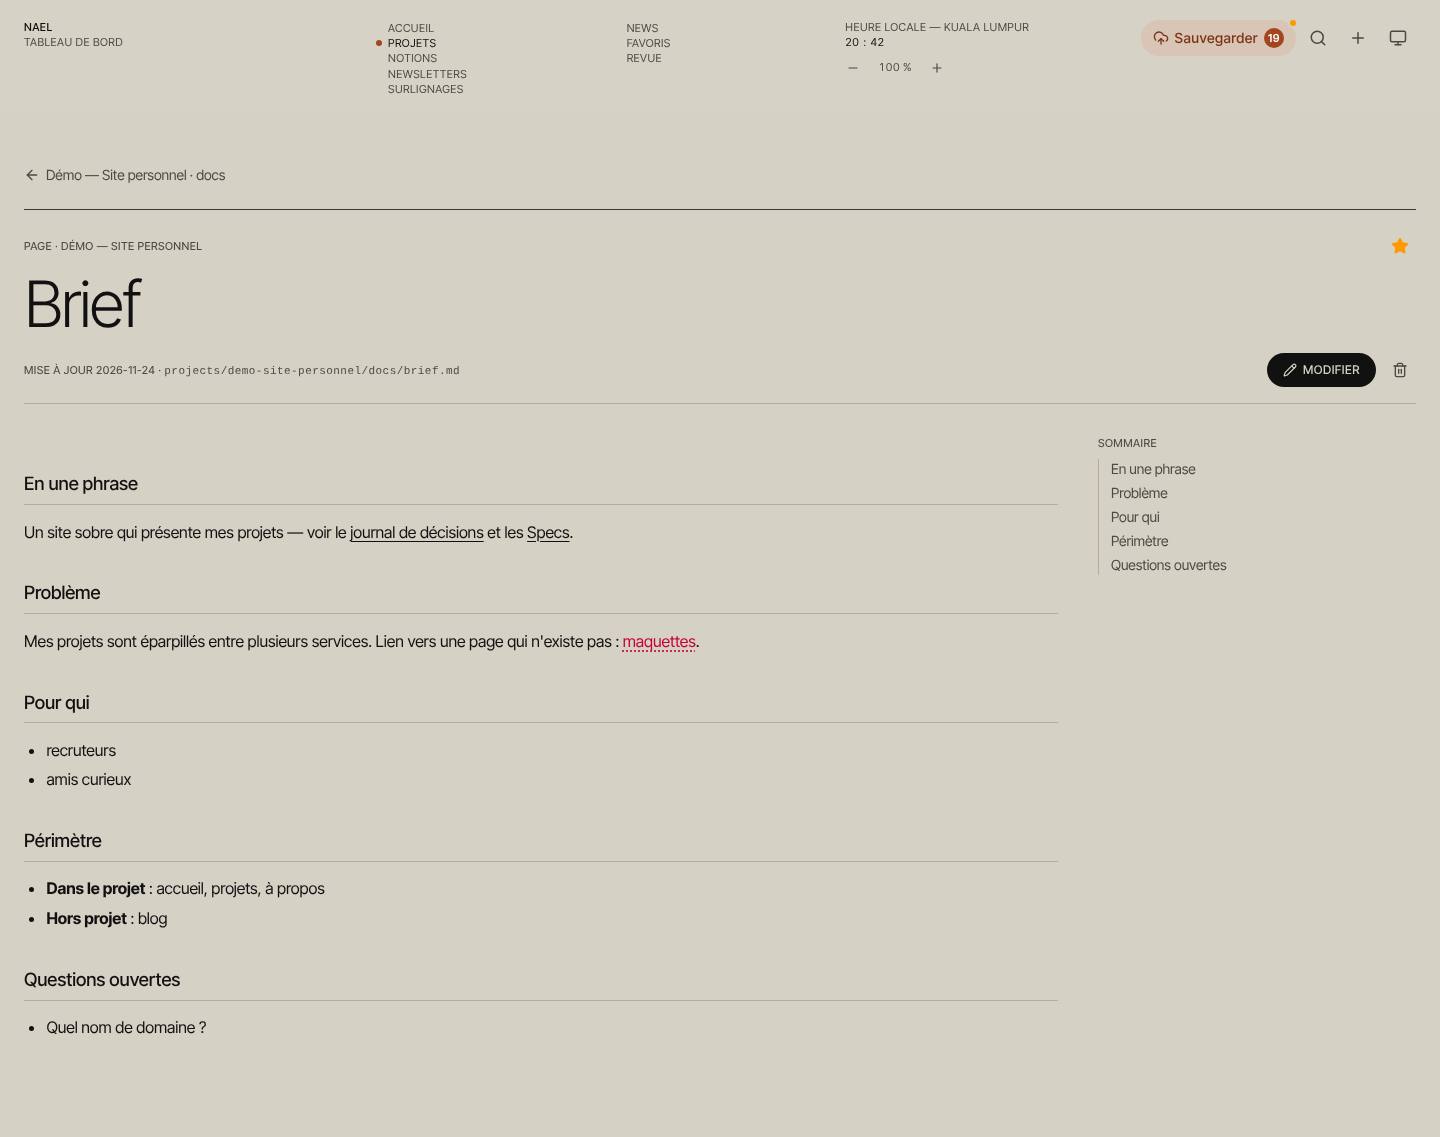 NAEL
TABLEAU DE BORD
ACCUEIL
PROJETS
NOTIONS
NEWSLETTERS
SURLIGNAGES
NEWS
FAVORIS
REVUE
HEURE LOCALE — KUALA LUMPUR
20 : 42
100 %
Sauvegarder 19
Démo — Site personnel · docs
PAGE · DÉMO — SITE PERSONNEL
Brief
MISE À JOUR 2026-11-24 · projects/demo-site-personnel/docs/brief.md
MODIFIER
SOMMAIRE
En une phrase
Problème
Pour qui
Périmètre
Questions ouvertes
En une phrase
Un site sobre qui présente mes projets — voir le journal de décisions et les Specs.
Problème
Mes projets sont éparpillés entre plusieurs services. Lien vers une page qui n'existe pas : maquettes.
Pour qui
• recruteurs
• amis curieux
Périmètre
• Dans le projet : accueil, projets, à propos
• Hors projet : blog
Questions ouvertes
• Quel nom de domaine ?